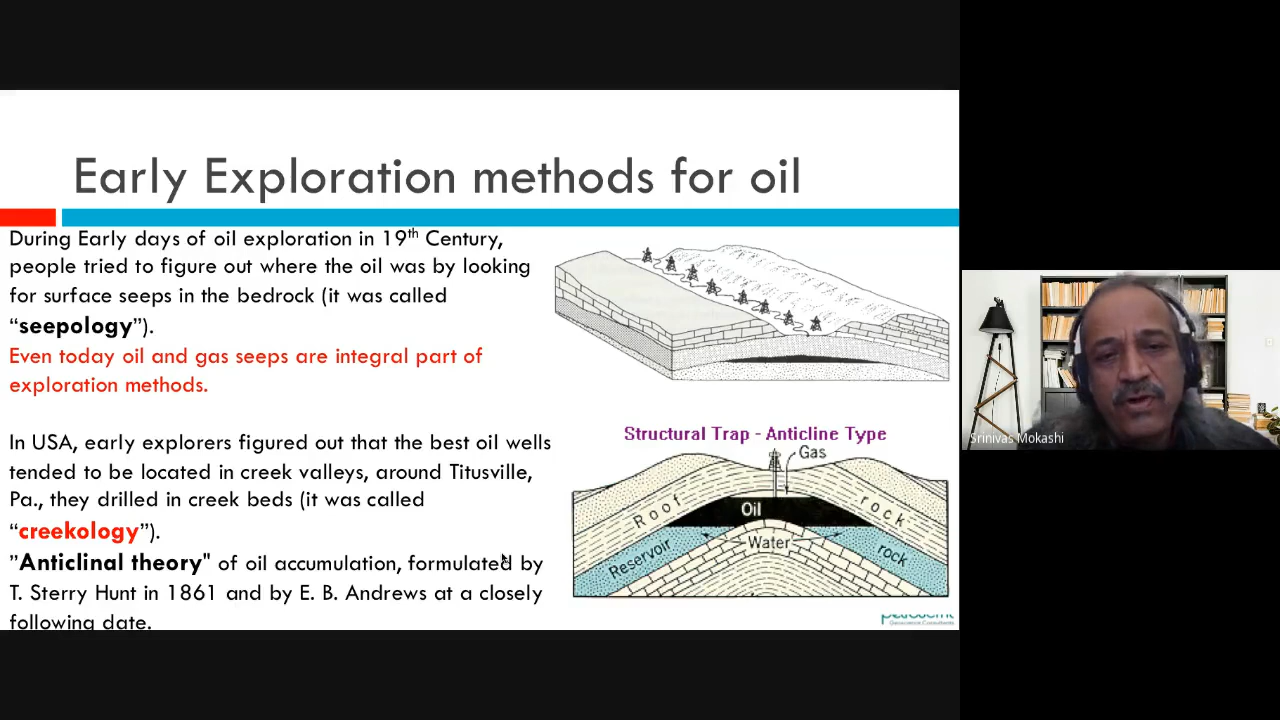 Early Exploration methods for oil
During Early days of oil exploration in 19th Century,
people tried to figure out where the oil was by looking
for surface seeps in the bedrock (it was called
“seepology”).
Even today oil and gas seeps are integral part of
exploration methods.
In USA, early explorers figured out that the best oil wells
tended to be located in creek valleys, around Titusville,
Pa., they drilled in creek beds (it was called
“creekology”).
”Anticlinal theory" of oil accumulation, formulated by
T. Sterry Hunt in 1861 and by E. B. Andrews at a closely
following date.
Structural Trap - Anticline Type
Gas
Roof rock
Oil
Water
Reservoir rock
Geoscience Consultants
Srinivas Mokashi